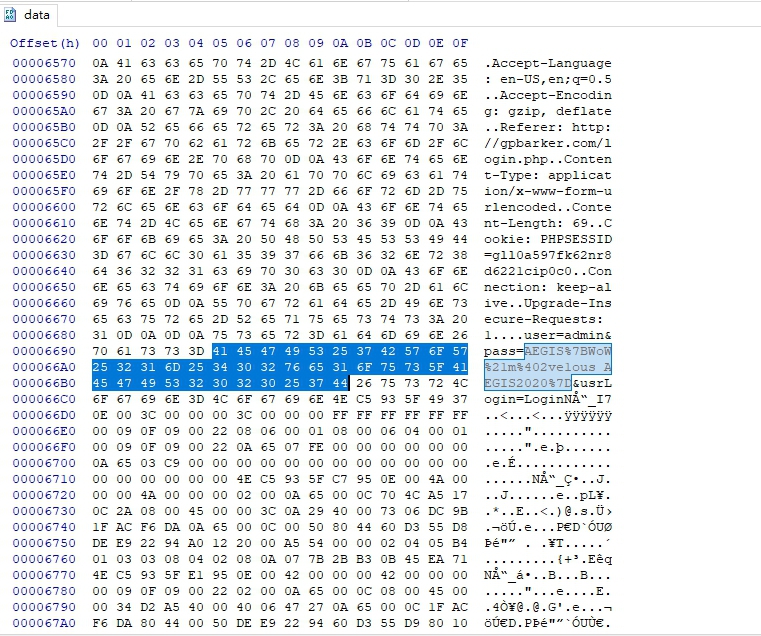 data
Offset(h) 00 01 02 03 04 05 06 07 08 09 0A 0B 0C 0D 0E 0F
00006570 0A 41 63 63 65 70 74 2D 4C 61 6E 67 75 61 67 65 .Accept-Language
00006580 3A 20 65 6E 2D 55 53 2C 65 6E 3B 71 3D 30 2E 35 : en-US,en;q=0.5
00006590 0D 0A 41 63 63 65 70 74 2D 45 6E 63 6F 64 69 6E ..Accept-Encodin
000065A0 67 3A 20 67 7A 69 70 2C 20 64 65 66 6C 61 74 65 g: gzip, deflate
000065B0 0D 0A 52 65 66 65 72 65 72 3A 20 68 74 74 70 3A ..Referer: http:
000065C0 2F 2F 67 70 62 61 72 6B 65 72 2E 63 6F 6D 2F 6C //gpbarker.com/l
000065D0 6F 67 69 6E 2E 70 68 70 0D 0A 43 6F 6E 74 65 6E ogin.php..Conten
000065E0 74 2D 54 79 70 65 3A 20 61 70 70 6C 69 63 61 74 t-Type: applicat
000065F0 69 6F 6E 2F 78 2D 77 77 77 2D 66 6F 72 6D 2D 75 ion/x-www-form-u
00006600 72 6C 65 6E 63 6F 64 65 64 0D 0A 43 6F 6E 74 65 rlencoded..Conte
00006610 6E 74 2D 4C 65 6E 67 74 68 3A 20 36 39 0D 0A 43 nt-Length: 69..C
00006620 6F 6F 6B 69 65 3A 20 50 48 50 53 45 53 53 49 44 ookie: PHPSESSID
00006630 3D 67 6C 6C 30 61 35 39 37 66 6B 36 32 6E 72 38 =gll0a597fk62nr8
00006640 64 36 32 32 31 63 69 70 30 63 30 0D 0A 43 6F 6E d6221cip0c0..Con
00006650 6E 65 63 74 69 6F 6E 3A 20 6B 65 65 70 2D 61 6C nection: keep-al
00006660 69 76 65 0D 0A 55 70 67 72 61 64 65 2D 49 6E 73 ive..Upgrade-Ins
00006670 65 63 75 72 65 2D 52 65 71 75 65 73 74 73 3A 20 ecure-Requests:
00006680 31 0D 0A 0D 0A 75 73 65 72 3D 61 64 6D 69 6E 26 1....user=admin&
00006690 70 61 73 73 3D 41 45 47 49 53 25 37 42 57 6F 57 pass=AEGIS%7BWoW
000066A0 25 32 31 6D 25 34 30 32 76 65 31 6F 75 73 5F 41 %21m%402ve1ous_A
000066B0 45 47 49 53 32 30 32 30 25 37 44 26 75 73 72 4C EGIS2020%7D&usrL
000066C0 6F 67 69 6E 3D 4C 6F 67 69 6E 4E C5 93 5F 49 37 ogin=LoginNÅ“_I7
000066D0 0E 00 3C 00 00 00 3C 00 00 00 FF FF FF FF FF FF ..<...<...ÿÿÿÿÿÿ
000066E0 00 09 0F 09 00 22 08 06 00 01 08 00 06 04 00 01 ....."..........
000066F0 00 09 0F 09 00 22 0A 65 07 FE 00 00 00 00 00 00 .....".e.þ......
00006700 0A 65 03 C9 00 00 00 00 00 00 00 00 00 00 00 00 .e.É............
00006710 00 00 00 00 00 00 4E C5 93 5F C7 95 0E 00 4A 00 ......NÅ“_Ç•..J.
00006720 00 00 4A 00 00 00 02 00 0A 65 00 0C 70 4C A5 17 ..J......e..pL¥.
00006730 0C 2A 08 00 45 00 00 3C 0A 29 40 00 73 06 DC 9B .*..E..<.)@.s.Ü›
00006740 1F AC F6 DA 0A 65 00 0C 00 50 80 44 60 D3 55 D8 .¬öÚ.e...P€D`ÓUØ
00006750 DE E9 22 94 A0 12 20 00 A5 54 00 00 02 04 05 B4 Þé"” . .¥T.....´
00006760 01 03 03 08 04 02 08 0A 07 7B 2B B3 0B 45 EA 71 .........{+³.Eêq
00006770 4E C5 93 5F E1 95 0E 00 42 00 00 00 42 00 00 00 NÅ“_á•..B...B...
00006780 00 09 0F 09 00 22 02 00 0A 65 00 0C 08 00 45 00 ....."...e....E.
00006790 00 34 D2 A5 40 00 40 06 47 27 0A 65 00 0C 1F AC .4Ò¥@.@.G'.e...¬
000067A0 F6 DA 80 44 00 50 DE E9 22 94 60 D3 55 D9 80 10 öÚ€D.PÞé"”`ÓUÙ€.